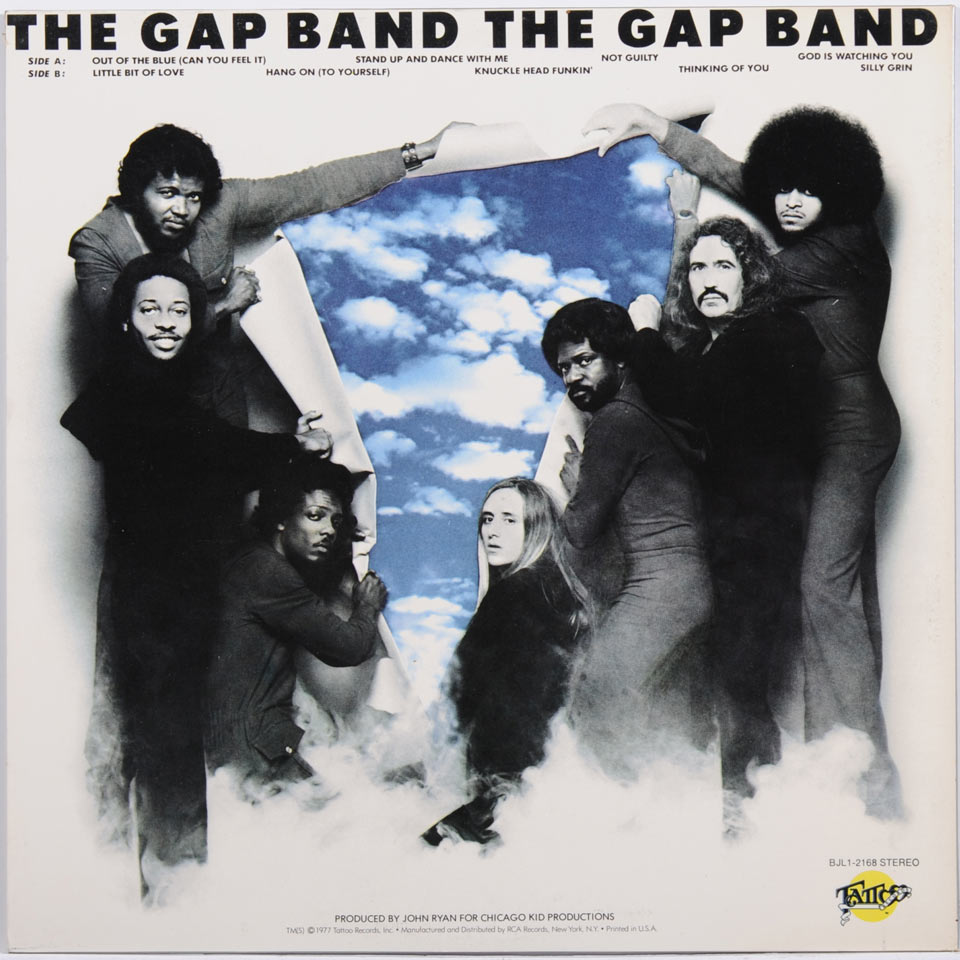 THE GAP BAND THE GAP BAND
SIDE A: OUT OF THE BLUE (CAN YOU FEEL IT) STAND UP AND DANCE WITH ME NOT GUILTY GOD IS WATCHING YOU
SIDE B: LITTLE BIT OF LOVE HANG ON (TO YOURSELF) KNUCKLE HEAD FUNKIN' THINKING OF YOU SILLY GRIN
BJL1-2168 STEREO
TATTOO
PRODUCED BY JOHN RYAN FOR CHICAGO KID PRODUCTIONS
TM(S) ©1977 Tattoo Records, Inc. • Manufactured and Distributed by RCA Records, New York, N.Y. • Printed in U.S.A.